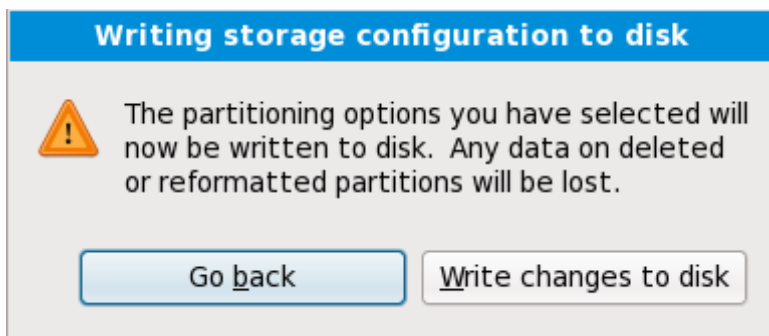 Writing storage configuration to disk
The partitioning options you have selected will
now be written to disk.  Any data on deleted
or reformatted partitions will be lost.
Go back
Write changes to disk